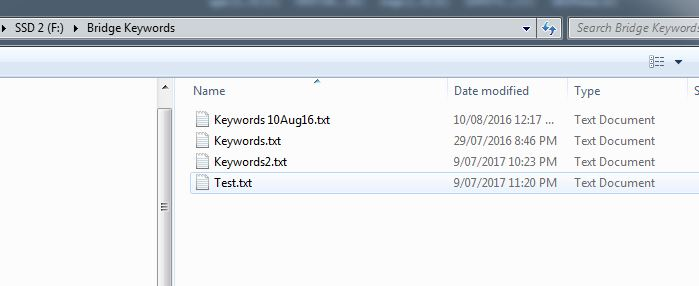 SSD 2 (F:) Bridge Keywords Search Bridge Keywords
Name Date modified Type S
Keywords 10Aug16.txt 10/08/2016 12:17 ... Text Document
Keywords.txt 29/07/2016 8:46 PM Text Document
Keywords2.txt 9/07/2017 10:23 PM Text Document
Test.txt 9/07/2017 11:20 PM Text Document